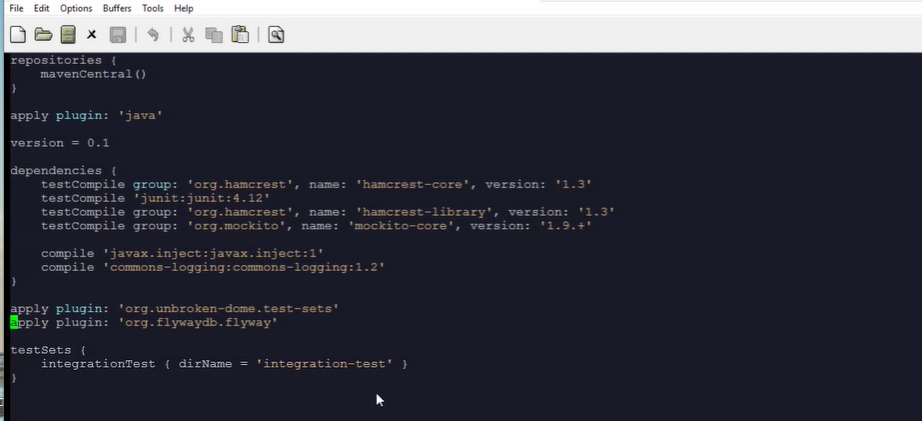 File Edit Options Buffers Tools Help
repositories {
    mavenCentral()
}
apply plugin: 'java'
version = 0.1
dependencies {
    testCompile group: 'org.hamcrest', name: 'hamcrest-core', version: '1.3'
    testCompile 'junit:junit:4.12'
    testCompile group: 'org.hamcrest', name: 'hamcrest-library', version: '1.3'
    testCompile group: 'org.mockito', name: 'mockito-core', version: '1.9.+'
    compile 'javax.inject:javax.inject:1'
    compile 'commons-logging:commons-logging:1.2'
}
apply plugin: 'org.unbroken-dome.test-sets'
apply plugin: 'org.flywaydb.flyway'
testSets {
    integrationTest { dirName = 'integration-test' }
}